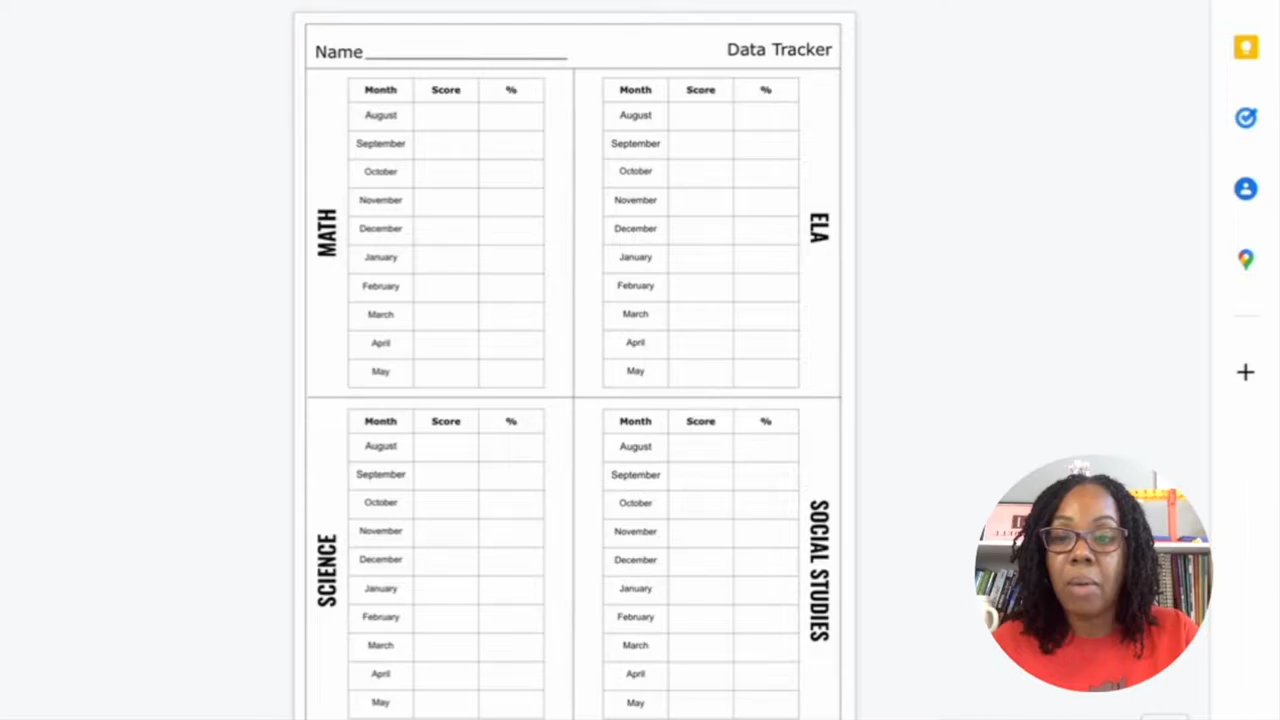 Name
Data Tracker
MATH
Month Score %
August
September
October
November
December
January
February
March
April
May
ELA
Month Score %
August
September
October
November
December
January
February
March
April
May
SCIENCE
Month Score %
August
September
October
November
December
January
February
March
April
May
SOCIAL STUDIES
Month Score %
August
September
October
November
December
January
February
March
April
May